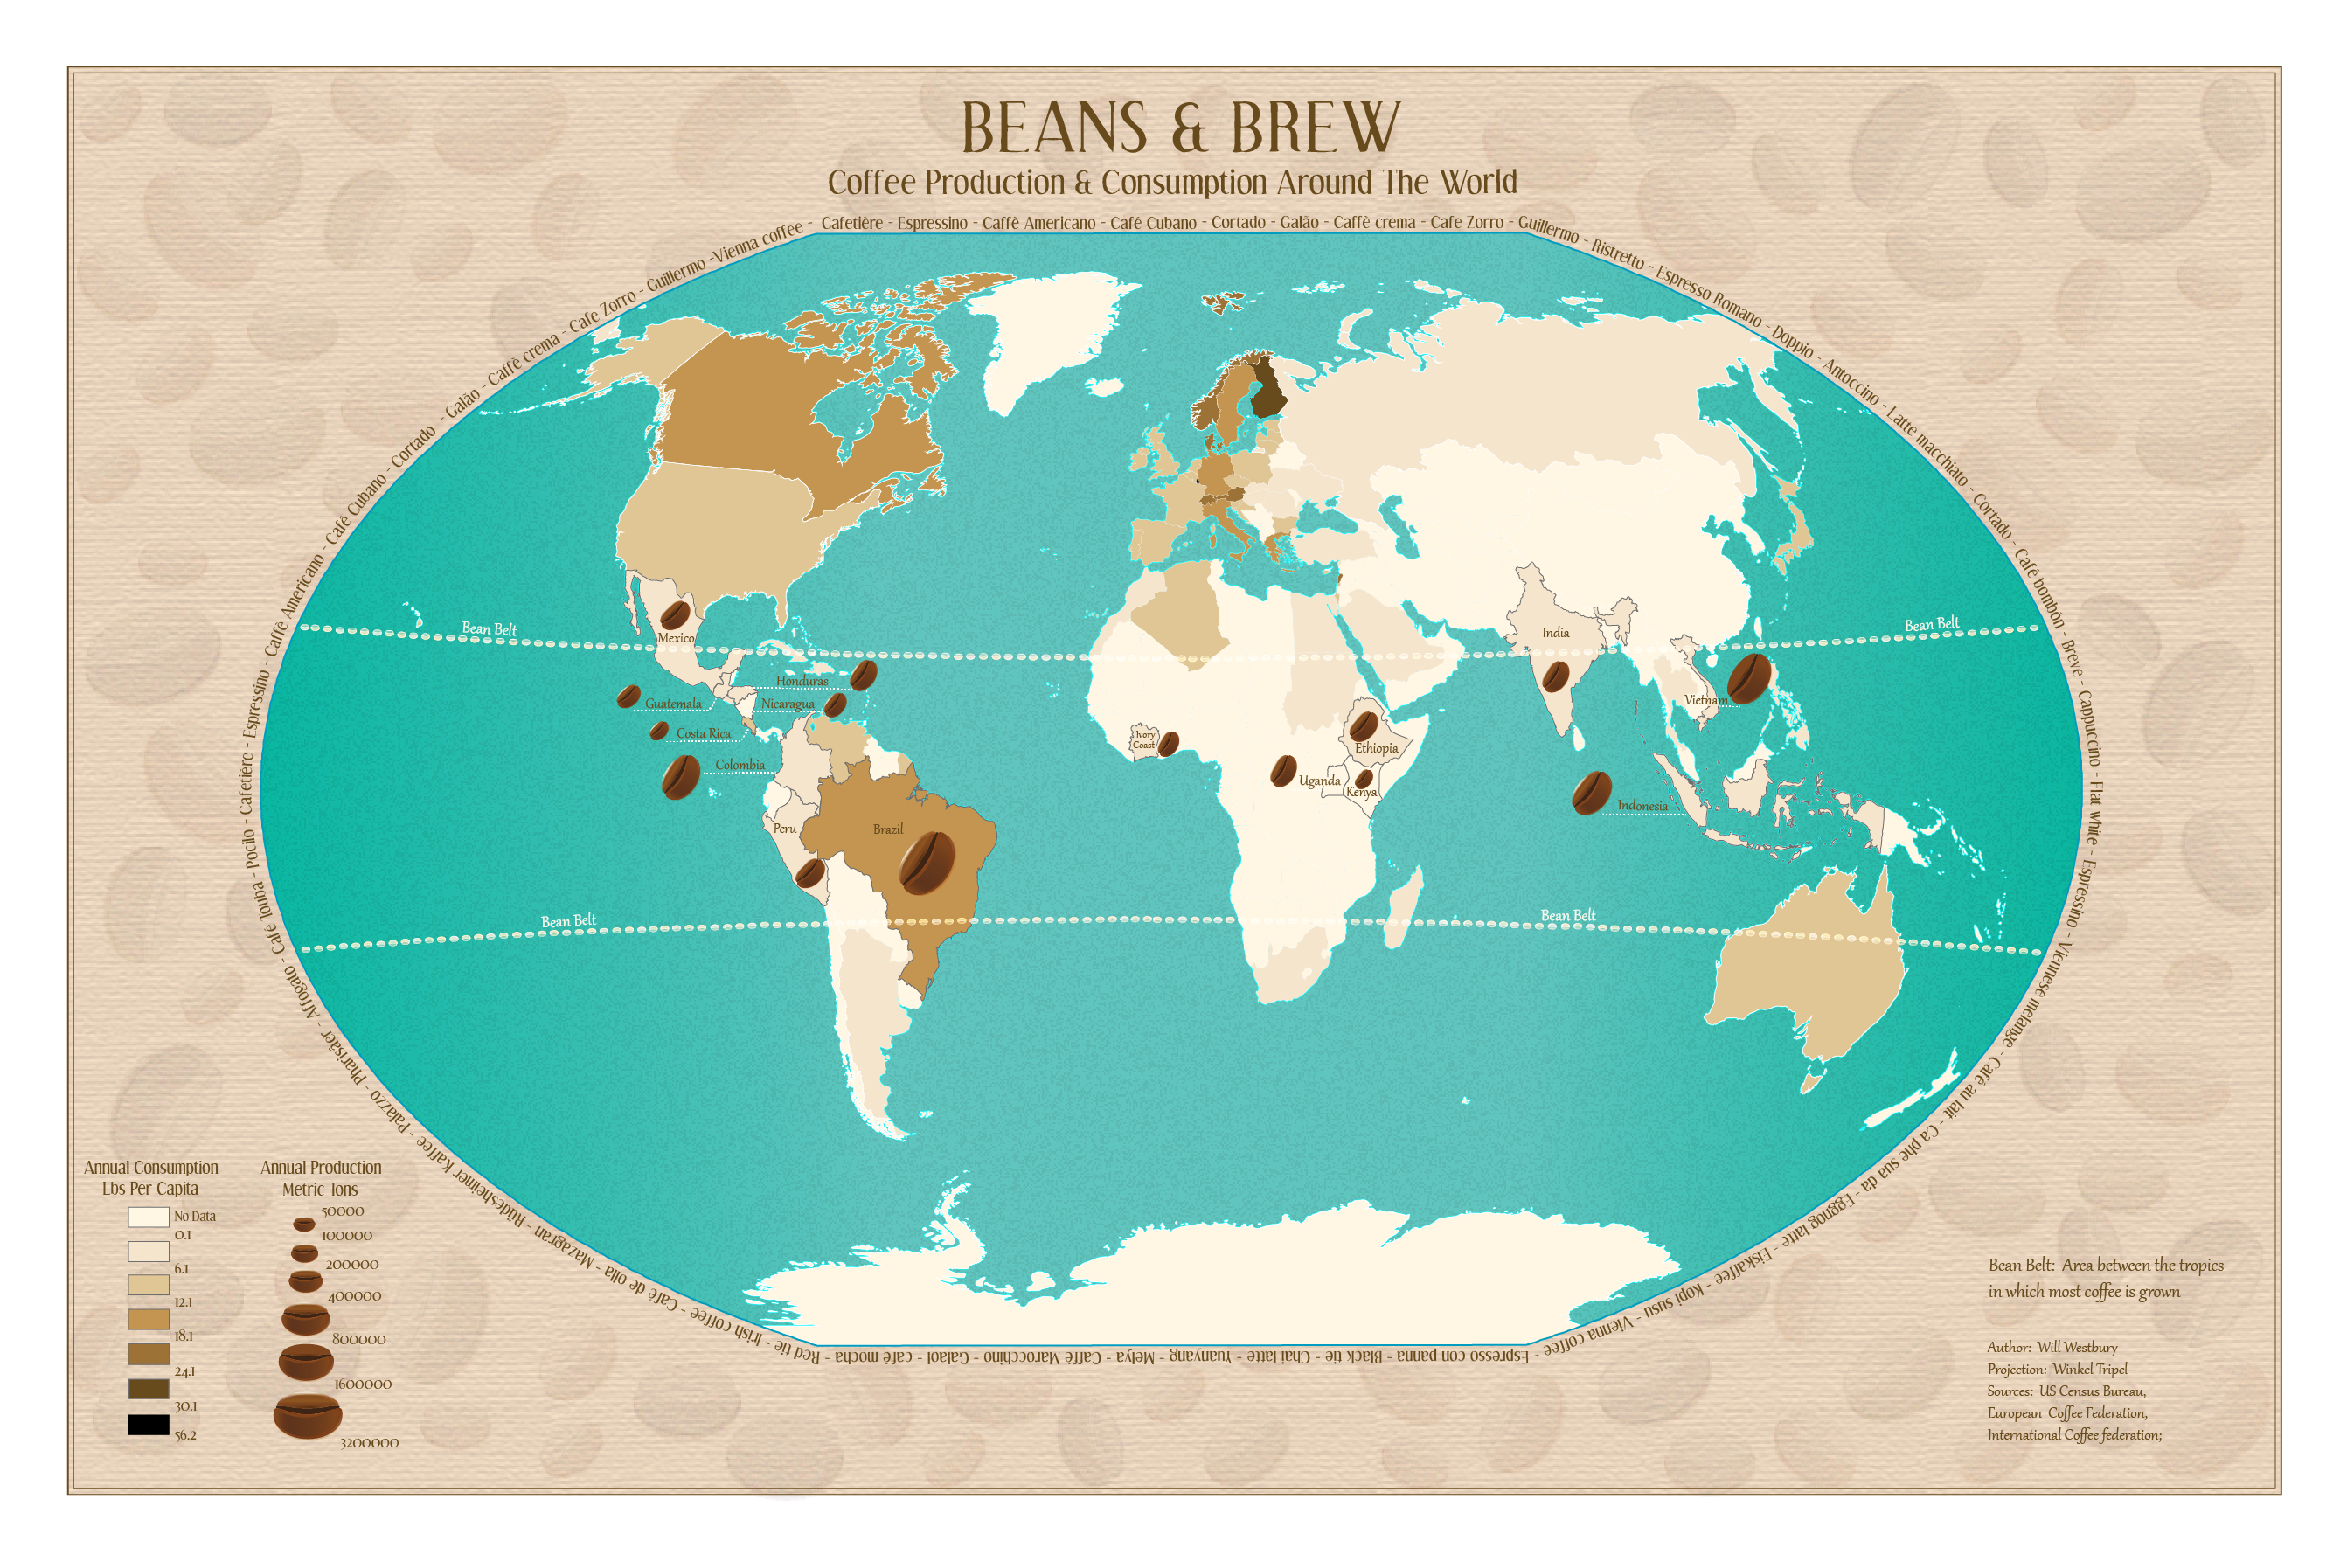 BEANS & BREW
Coffee Production & Consumption Around The World
Cafetière - Espressino - Caffè Americano - Café Cubano - Cortado - Galão - Caffè crema - Cafe Zorro - Guillermo - Ristretto - Espresso Romano - Doppio - Antoccino - Latte macchiato - Cortado - Café bombón - Breve - Cappuccino - Flat white - Espressino - Viennese melange - Café au lait - Ca phe sua da - Eggnog latte - Eiskaffee - Kopi susu - Vienna coffee - Espresso con panna - Black tie - Chai latte - Yuanyang - Melya - Caffè Marocchino - Galaol - café mocha - Red tie - Irish coffee - Café de olla - Mazagran - Rüdesheimer kaffee - Palazzo - Pharisäer - Affogato - Café Touba - Pocillo - Cafetière - Espressino - Caffè Americano - Café Cubano - Cortado - Galão - Caffè crema - Cafe Zorro - Guillermo -Vienna coffee -
Bean Belt
Bean Belt
Mexico
India
Honduras
Guatemala
Nicaragua
Vietnam
Costa Rica
Ivory
Coast
Ethiopia
Colombia
Uganda
Kenya
Indonesia
Peru
Brazil
Bean Belt
Bean Belt
Annual Consumption
Lbs Per Capita
No Data
0.1
6.1
12.1
18.1
24.1
30.1
56.2
Annual Production
Metric Tons
50000
100000
200000
400000
800000
1600000
3200000
Bean Belt: Area between the tropics
in which most coffee is grown
Author: Will Westbury
Projection: Winkel Tripel
Sources: US Census Bureau,
European Coffee Federation,
International Coffee federation;